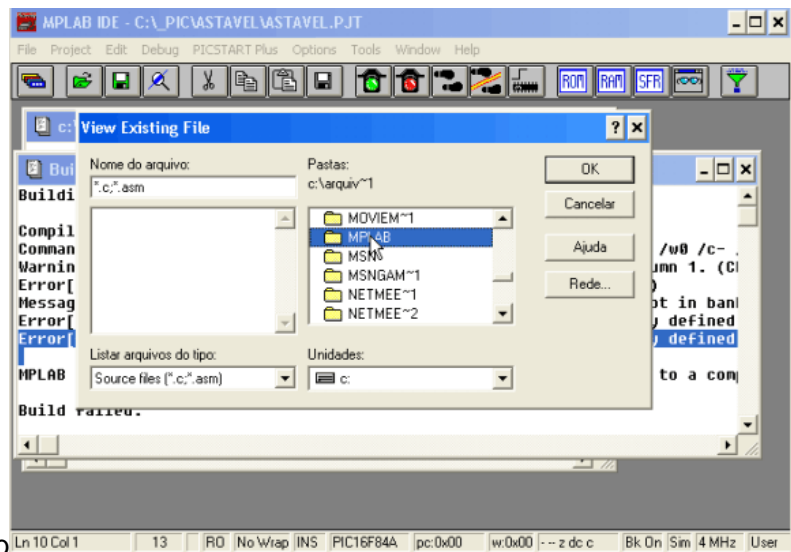 MPLAB IDE - C:\_PIC\ASTAVEL\ASTAVEL.PJT
File Project Edit Debug PICSTART Plus Options Tools Window Help
ROM RAM SFR
c:\
View Existing File
Nome do arquivo:
*.c;*.asm
Pastas:
c:\arquiv~1
MOVIEM~1
MPLAB
MSN
MSNGAM~1
NETMEE~1
NETMEE~2
OK
Cancelar
Ajuda
Rede...
Listar arquivos do tipo:
Source files (*.c;*.asm)
Unidades:
c:
Bui
Buildi
Compil
Comman /w0 /c-
Warnin umn 1. (C
Error[ )
Messag ot in ban
Error[ y defined
Error[ y defined
MPLAB to a com
Build failed.
Ln 10 Col 1 13 RO No Wrap INS PIC16F84A pc:0x00 w:0x00 - -- z dc c Bk On Sim 4 MHz User